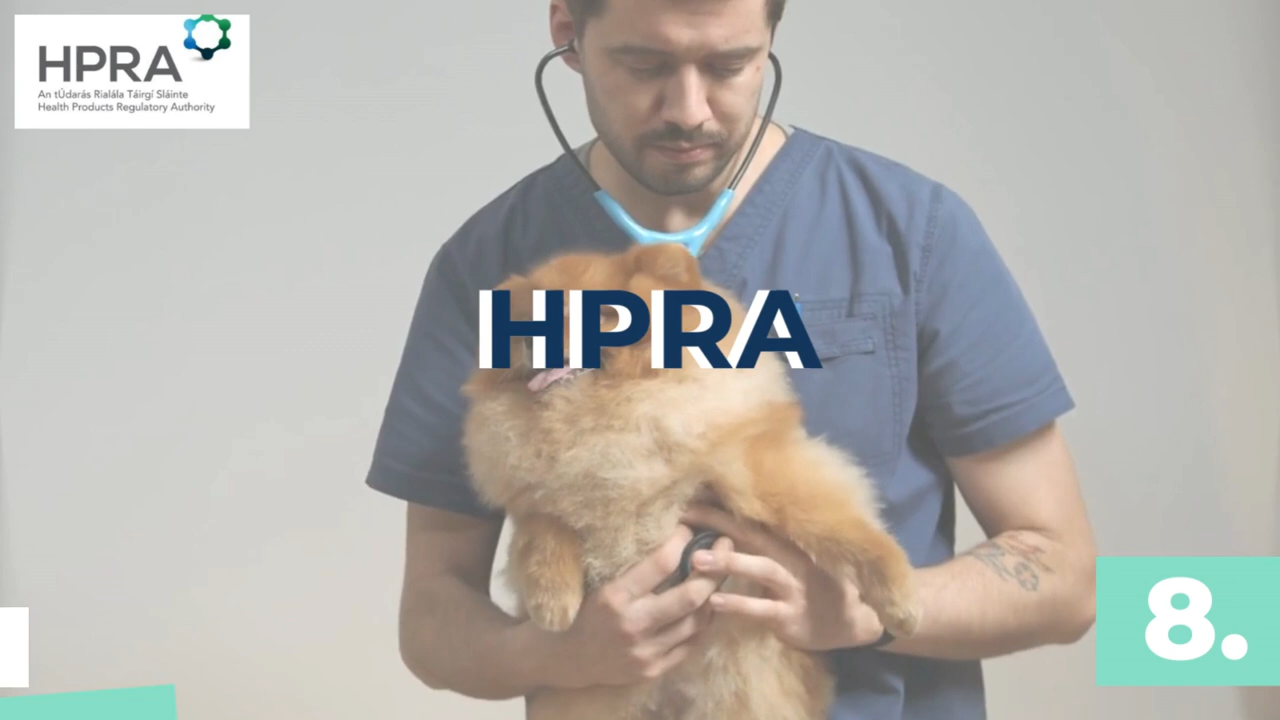 HPRA
An tÚdarás Rialála Táirgí Sláinte
Health Products Regulatory Authority
HPRA
8.